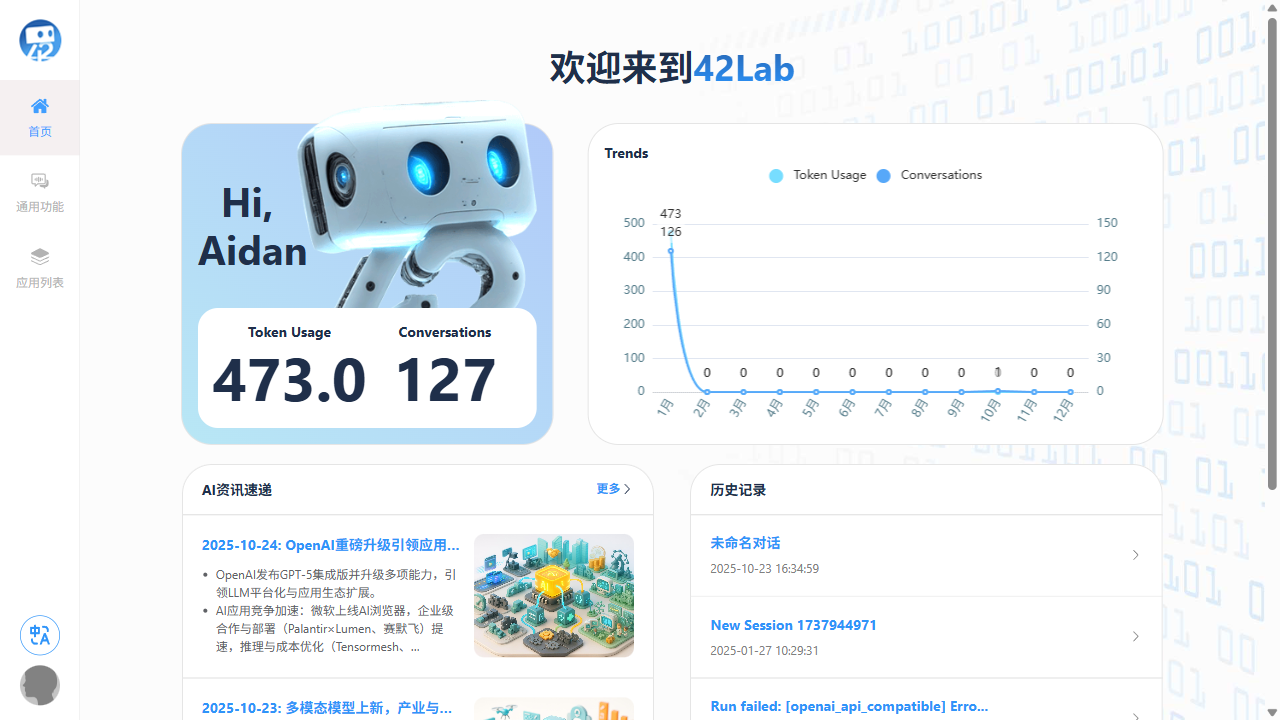 42
首页
通用功能
应用列表
中A
欢迎来到42Lab
Hi,
Aidan
Token Usage
Conversations
473.0
127
Trends
Token Usage
Conversations
473
126
500
400
300
200
100
0
150
120
90
60
30
0
0 0 0 0 0 0 0 0 1 0 0
1月 2月 3月 4月 5月 6月 7月 8月 9月 10月 11月 12月
AI资讯速递
更多
2025-10-24: OpenAI重磅升级引领应用...
OpenAI发布GPT-5集成版并升级多项能力，引
领LLM平台化与应用生态扩展。
AI应用竞争加速：微软上线AI浏览器，企业级
合作与部署（Palantir×Lumen、赛默飞）提
速，推理与成本优化（Tensormesh、...
2025-10-23: 多模态模型上新，产业与...
历史记录
未命名对话
2025-10-23 16:34:59
New Session 1737944971
2025-01-27 10:29:31
Run failed: [openai_api_compatible] Erro...